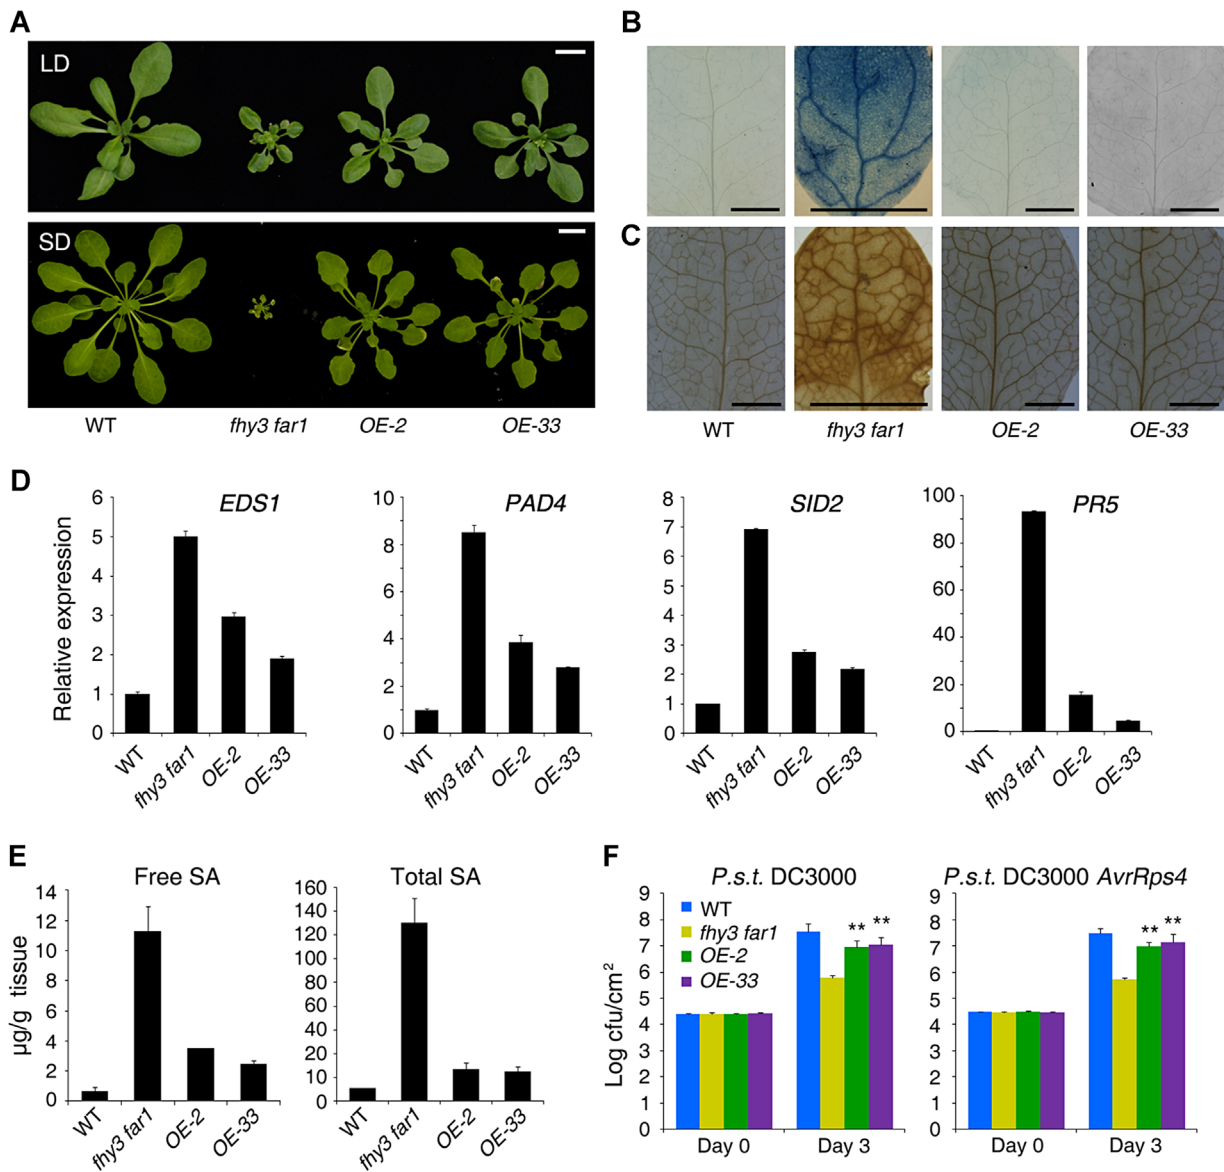 A
LD
SD
WT fhy3 far1 OE-2 OE-33
B
C
WT fhy3 far1 OE-2 OE-33
D
Relative expression
EDS1
6
5
4
3
2
1
0
WT fhy3 far1 OE-2 OE-33
PAD4
10
8
6
4
2
0
WT fhy3 far1 OE-2 OE-33
SID2
8
7
6
5
4
3
2
1
0
WT fhy3 far1 OE-2 OE-33
PR5
100
80
60
40
20
0
WT fhy3 far1 OE-2 OE-33
E
µg/g tissue
Free SA
14
12
10
8
6
4
2
0
WT fhy3 far1 OE-2 OE-33
Total SA
160
140
120
100
80
60
40
20
10
0
WT fhy3 far1 OE-2 OE-33
F
Log cfu/cm²
P.s.t. DC3000
9
8
7
6
5
4
3
2
1
0
WT
fhy3 far1
OE-2
OE-33
** **
Day 0 Day 3
P.s.t. DC3000 AvrRps4
9
8
7
6
5
4
3
2
1
0
** **
Day 0 Day 3